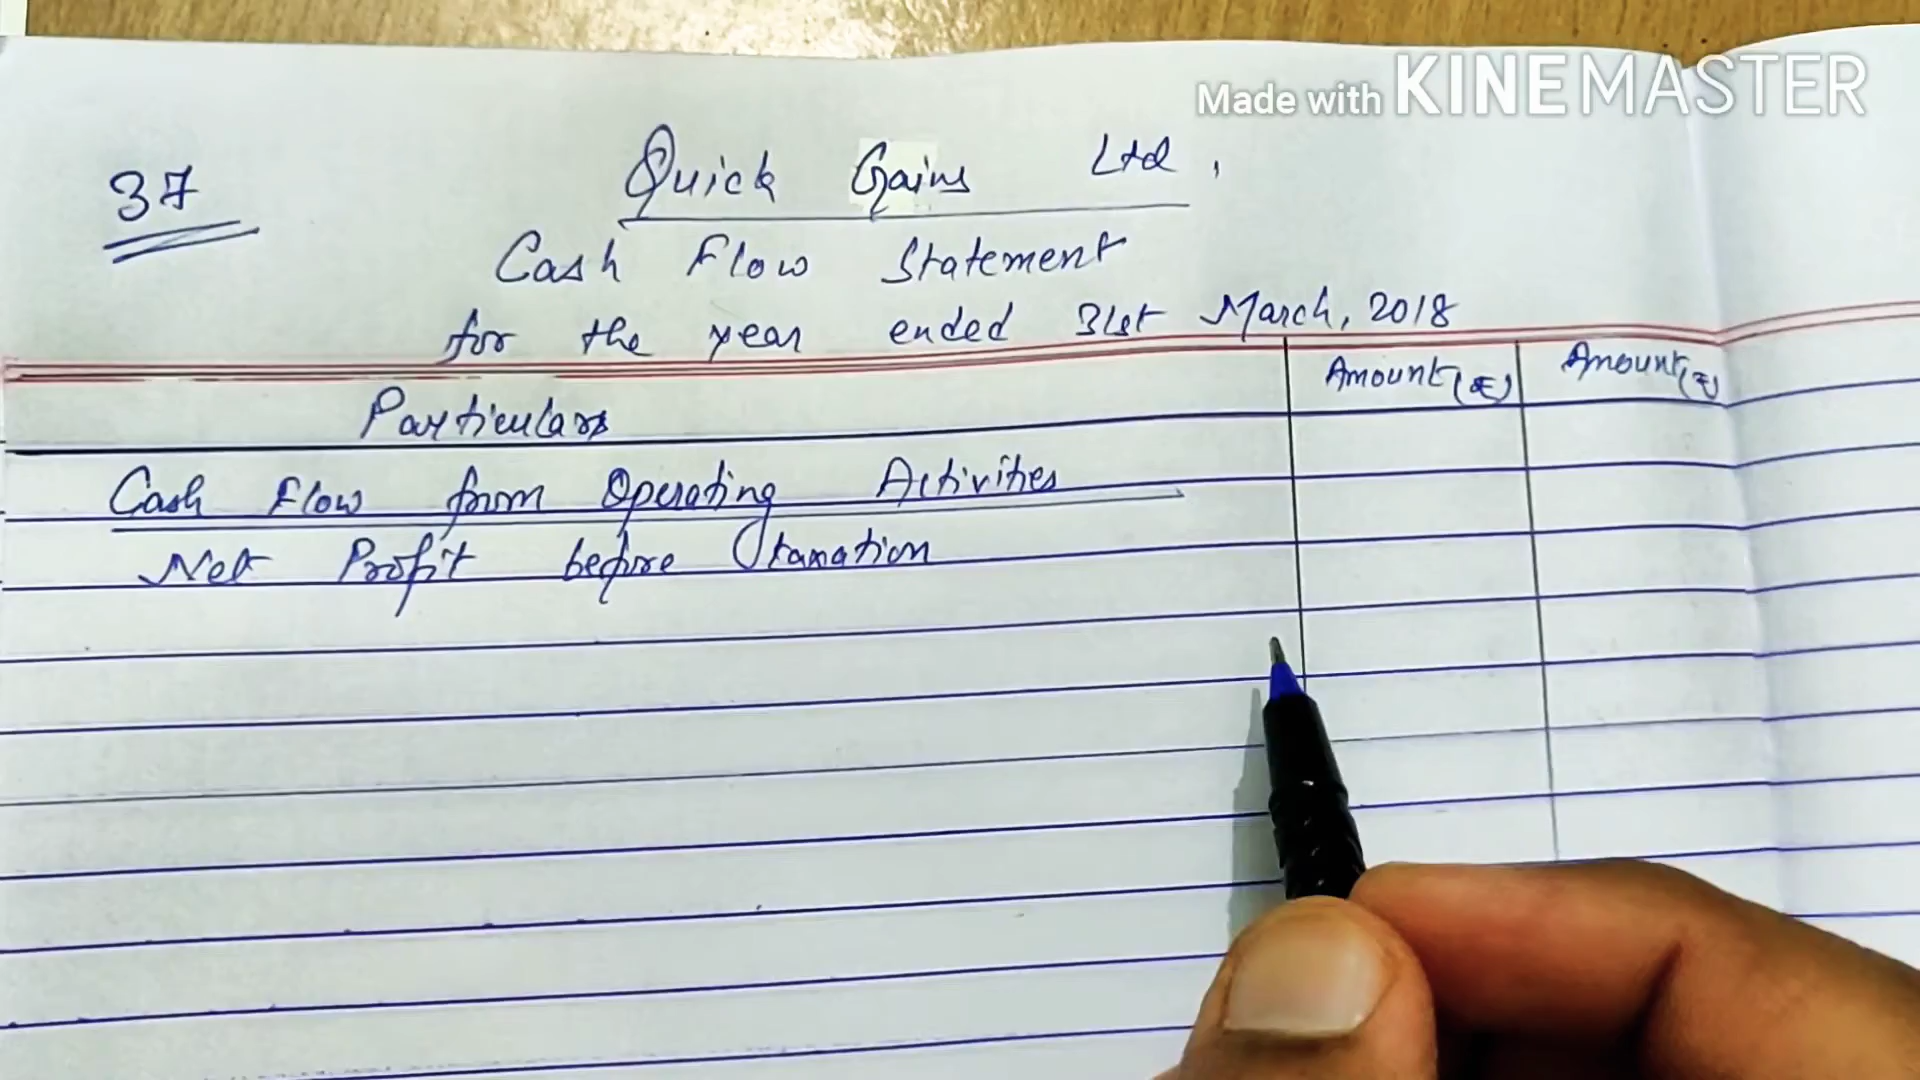 Made with KINEMASTER
37
Quick Gains Ltd.
Cash Flow Statement
for the year ended 31st March, 2018
Particulars Amount(₹) Amount(₹)
Cash Flow from Operating Activities
Net Profit before taxation